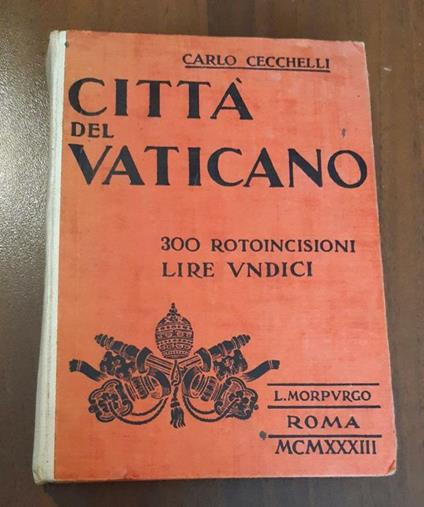 CARLO CECCHELLI
CITTÀ
DEL
VATICANO
300 ROTOINCISIONI
LIRE VNDICI
L. MORPVRGO
ROMA
MCMXXXIII